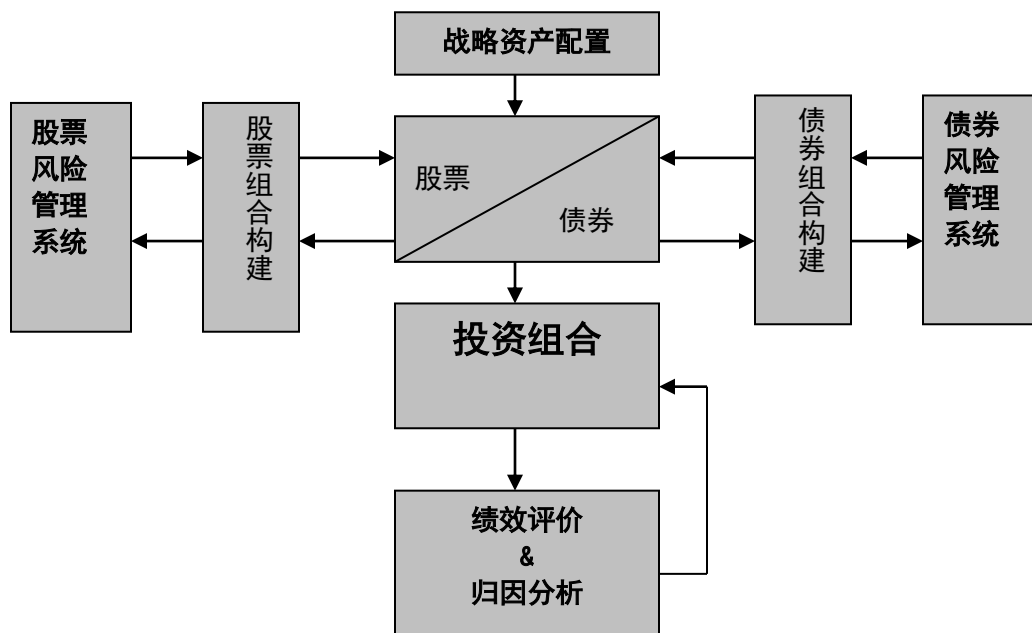 战略资产配置
股票
风险
管理
系统
股票组合构建
股票
债券
债券组合构建
债券
风险
管理
系统
投资组合
绩效评价
&
归因分析